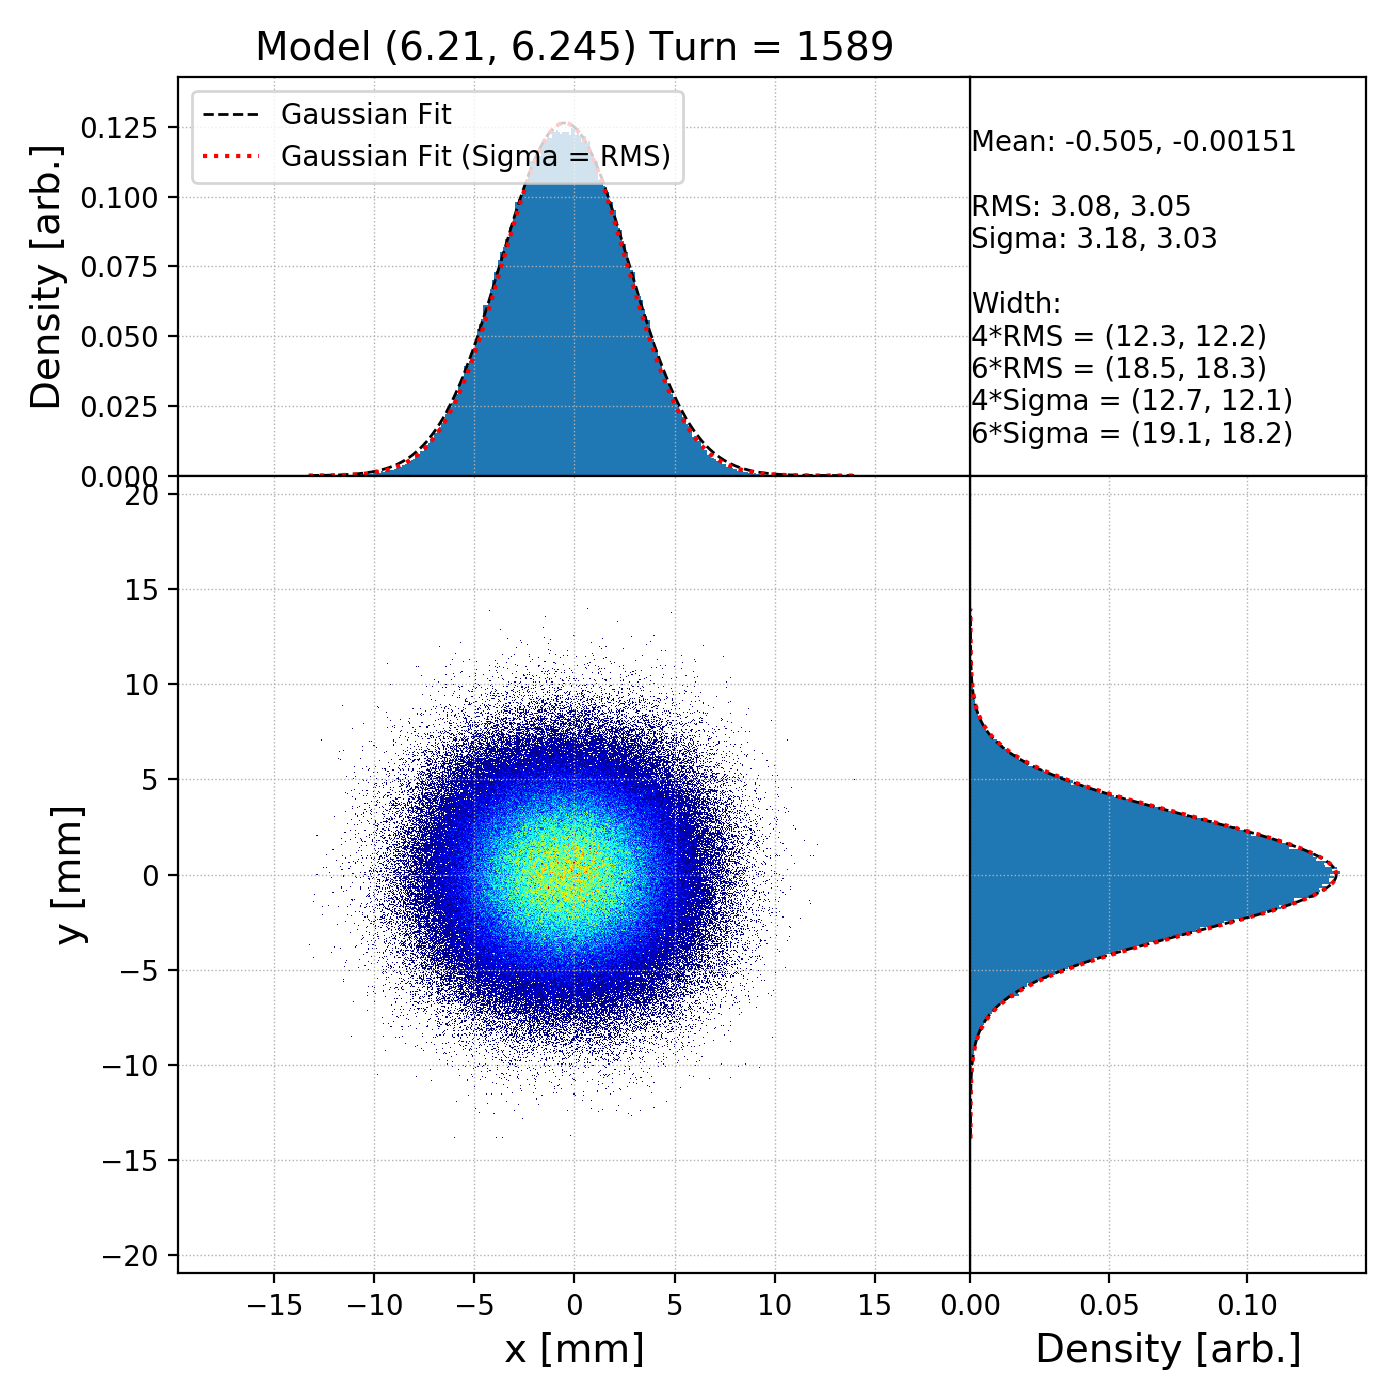 Model (6.21, 6.245) Turn = 1589
Gaussian Fit
Gaussian Fit (Sigma = RMS)
Density [arb.]
0.125
0.100
0.075
0.050
0.025
0.000
Mean: -0.505, -0.00151
RMS: 3.08, 3.05
Sigma: 3.18, 3.03
Width:
4*RMS = (12.3, 12.2)
6*RMS = (18.5, 18.3)
4*Sigma = (12.7, 12.1)
6*Sigma = (19.1, 18.2)
y [mm]
20
15
10
5
0
−5
−10
−15
−20
−15 −10 −5 0 5 10 15
x [mm]
0.00 0.05 0.10
Density [arb.]